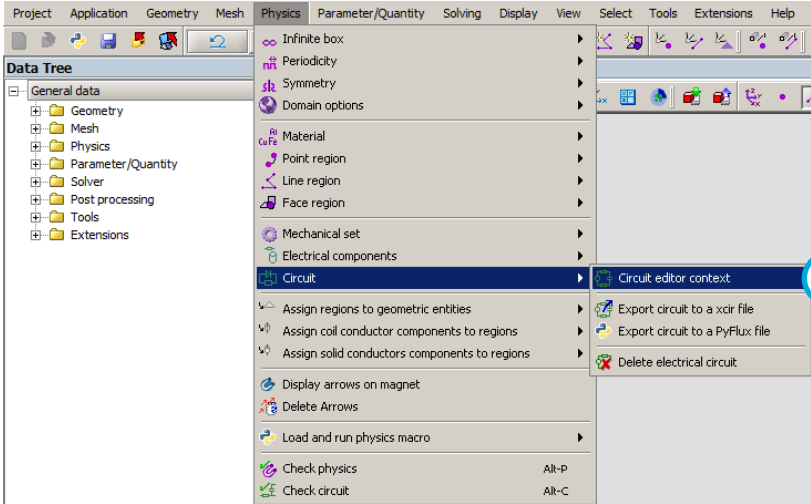 Project Application Geometry Mesh Physics Parameter/Quantity Solving Display View Select Tools Extensions Help
Data Tree
General data
Geometry
Mesh
Physics
Parameter/Quantity
Solver
Post processing
Tools
Extensions
Infinite box
Periodicity
Symmetry
Domain options
Material
Point region
Line region
Face region
Mechanical set
Electrical components
Circuit
Assign regions to geometric entities
Assign coil conductor components to regions
Assign solid conductors components to regions
Display arrows on magnet
Delete Arrows
Load and run physics macro
Check physics Alt-P
Check circuit Alt-C
Circuit editor context
Export circuit to a xcir file
Export circuit to a PyFlux file
Delete electrical circuit